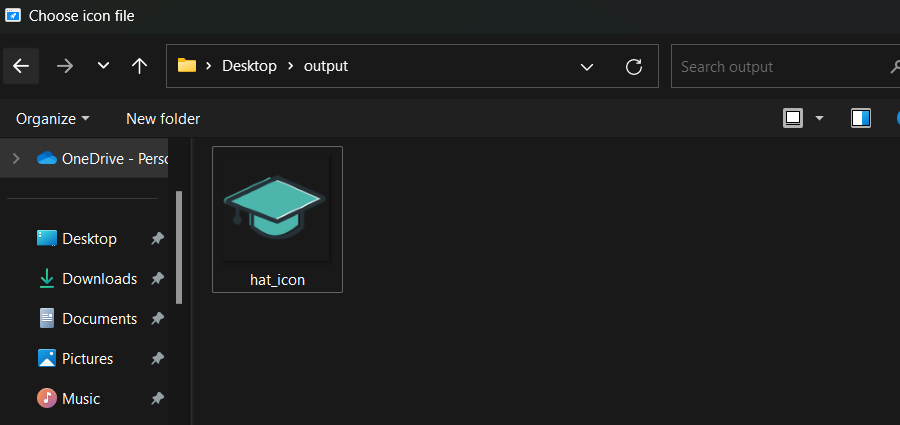 Choose icon file
Desktop output
Search output
Organize New folder
OneDrive - Perso
Desktop
Downloads
Documents
Pictures
Music
hat_icon